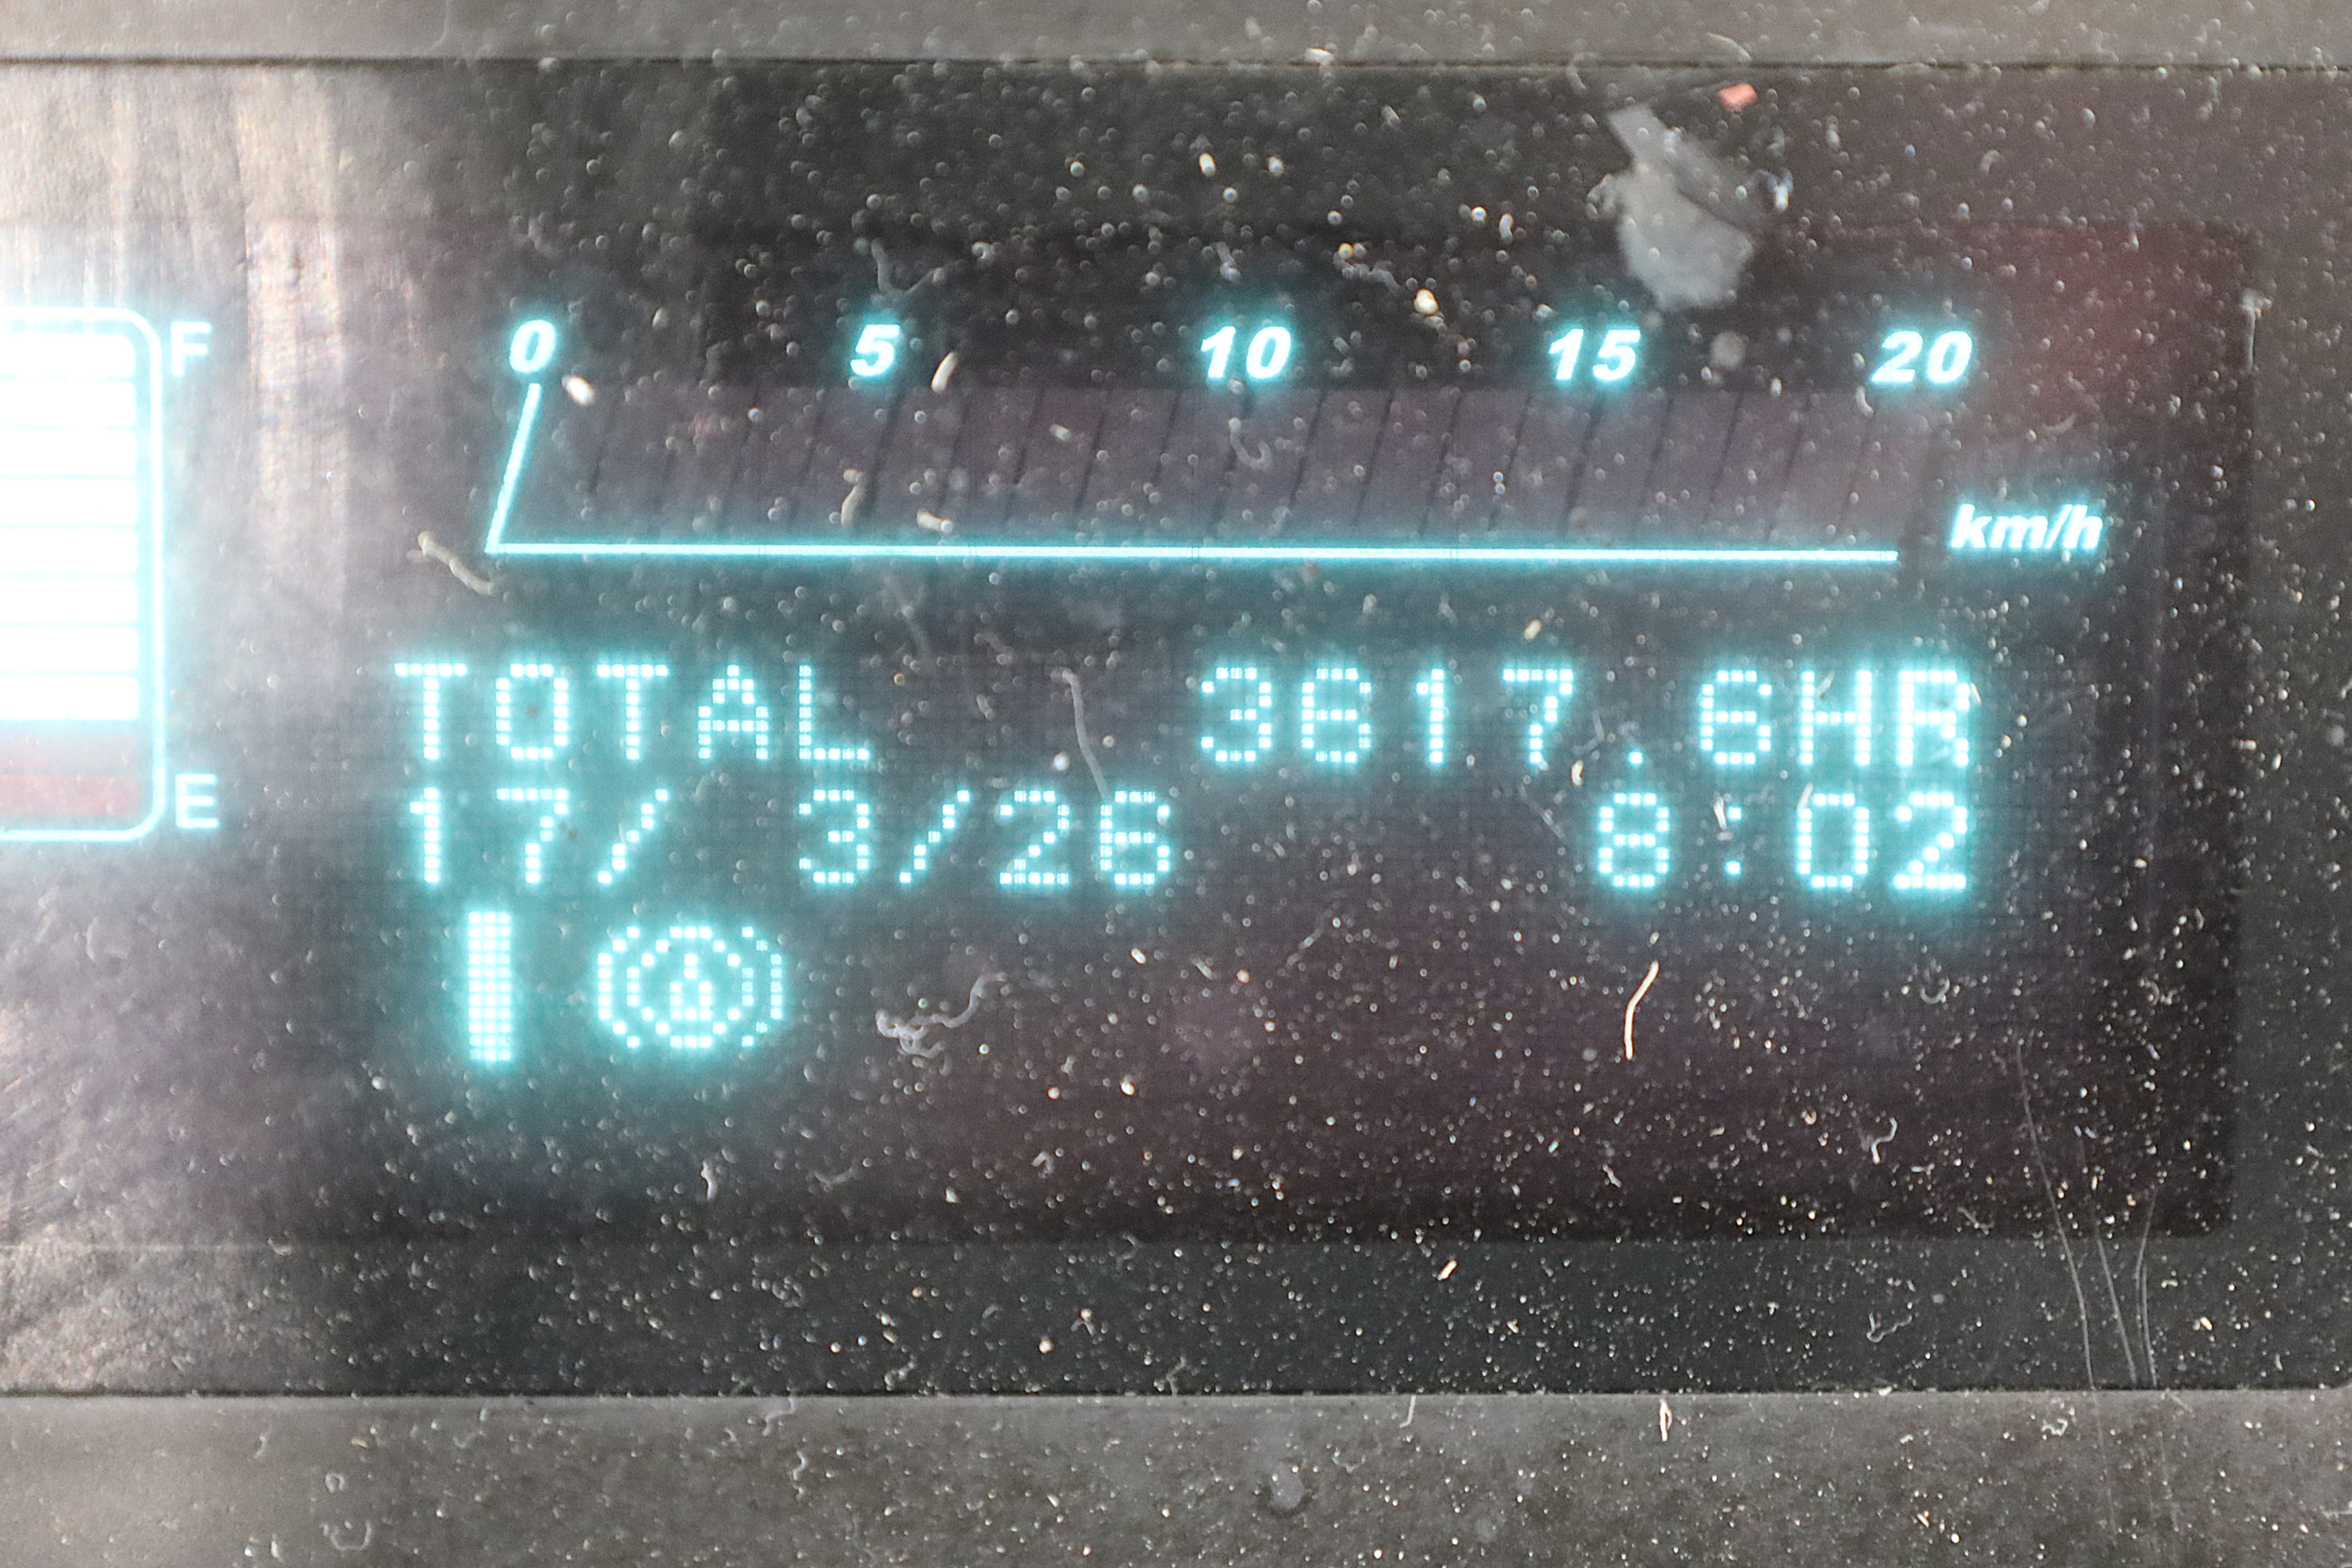 F
0 5 10 15 20
km/h
TOTAL 3617.6HR
E
17/ 3/26 8:02